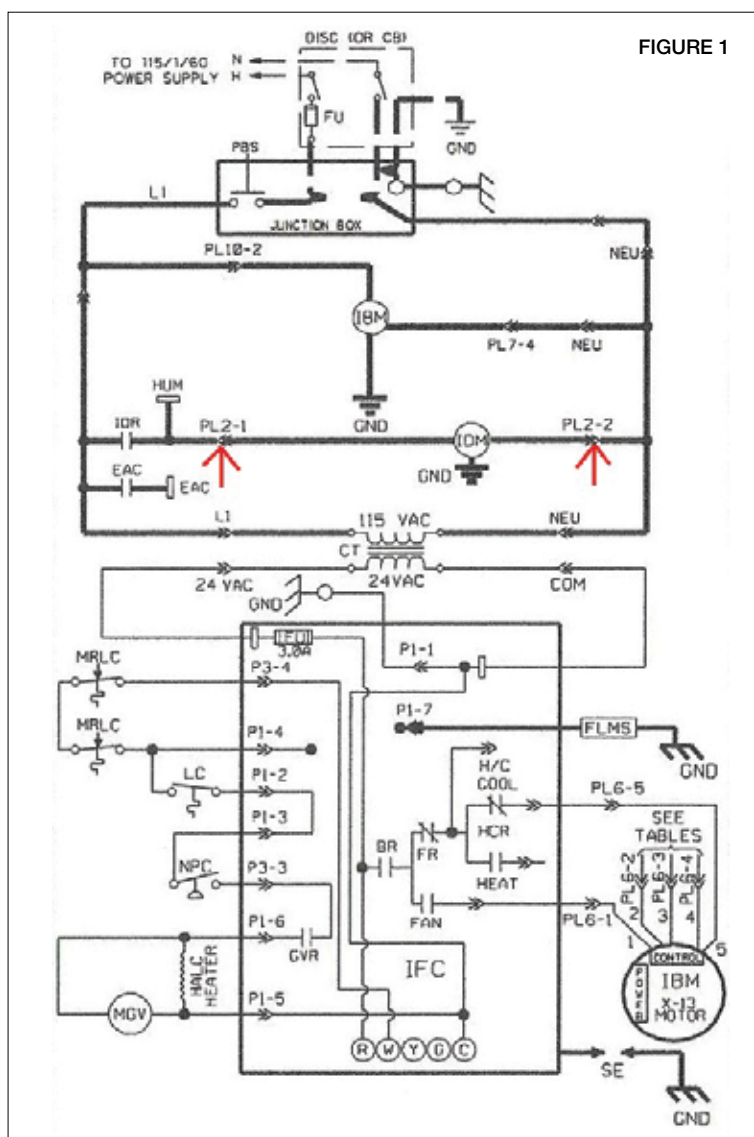 FIGURE 1
DISC (OR CB)
TO 115/1/60 N
POWER SUPPLY H
FU
GND
PBS
L1
JUNCTION BOX
NEU
PL10-2
IBM
PL7-4 NEU
HUM
GND
IDR PL2-1 PL2-2
IDM
GND
EAC
EAC
L1 115 VAC NEU
CT
24 VAC 24VAC COM
GND
3.0A
P1-1
MRLC P3-4
P1-7
FLMS
MRLC P1-4
H/C
COOL
GND
LC P1-2 PL6-5
SEE
TABLES
P1-3
BR FR HCR
PL6-2 PL6-3 PL6-4
NPC P3-3
HEAT
P1-6
FAN PL6-1
2 3 4
1 5
GVR
HALC
HEATER
IFC
CONTROL
POWER
IBM
X-13
MOTOR
MGV P1-5
R W Y G C
SE
GND